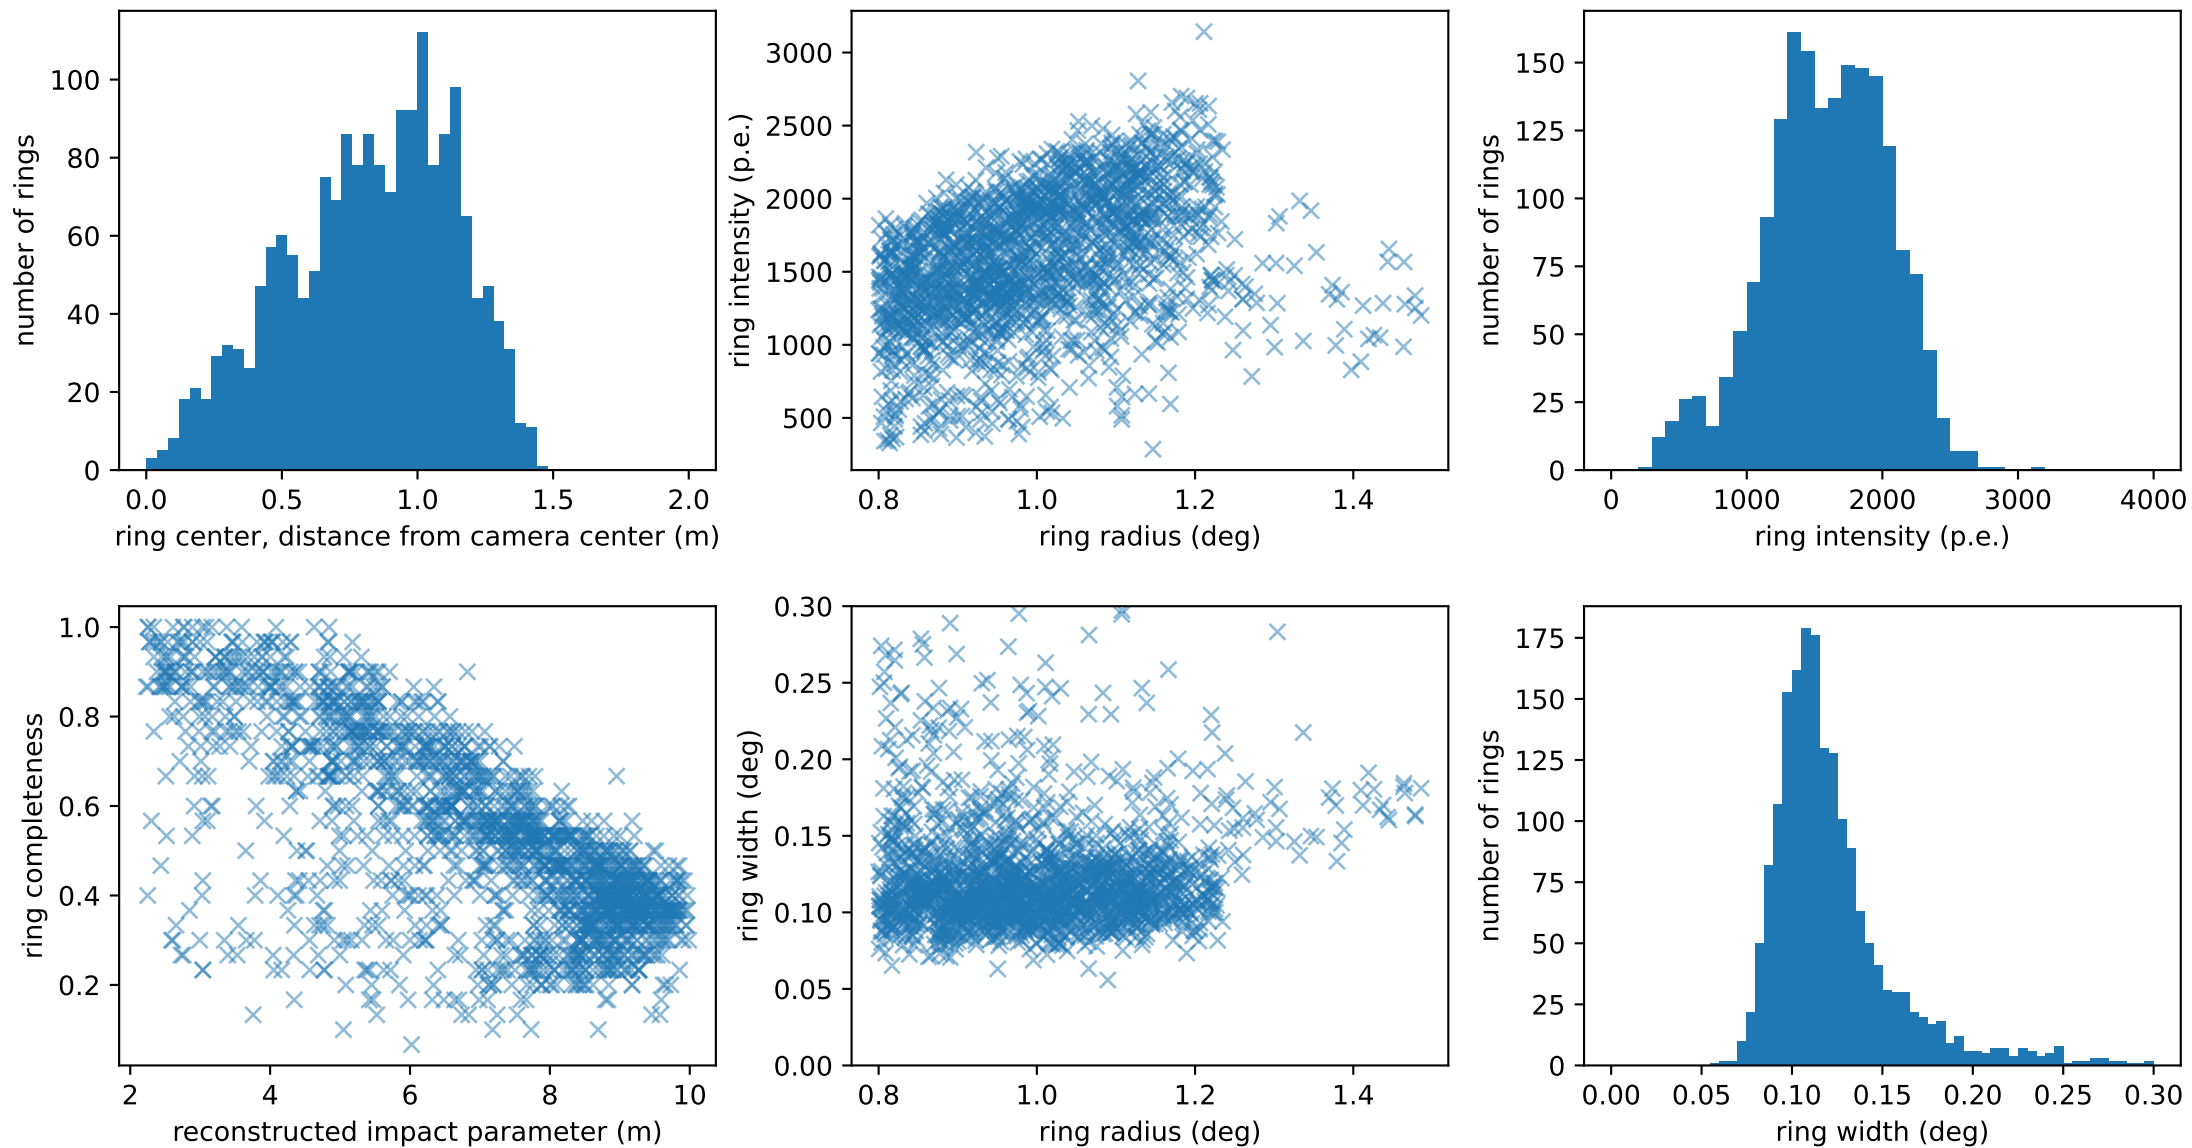 100
80
60
40
20
0
number of rings
0.0 0.5 1.0 1.5 2.0
ring center, distance from camera center (m)
3000
2500
2000
1500
1000
500
ring intensity (p.e.)
0.8 1.0 1.2 1.4
ring radius (deg)
150
125
100
75
50
25
0
number of rings
0 1000 2000 3000 4000
ring intensity (p.e.)
1.0
0.8
0.6
0.4
0.2
ring completeness
2 4 6 8 10
reconstructed impact parameter (m)
0.30
0.25
0.20
0.15
0.10
0.05
0.00
ring width (deg)
0.8 1.0 1.2 1.4
ring radius (deg)
175
150
125
100
75
50
25
0
number of rings
0.00 0.05 0.10 0.15 0.20 0.25 0.30
ring width (deg)